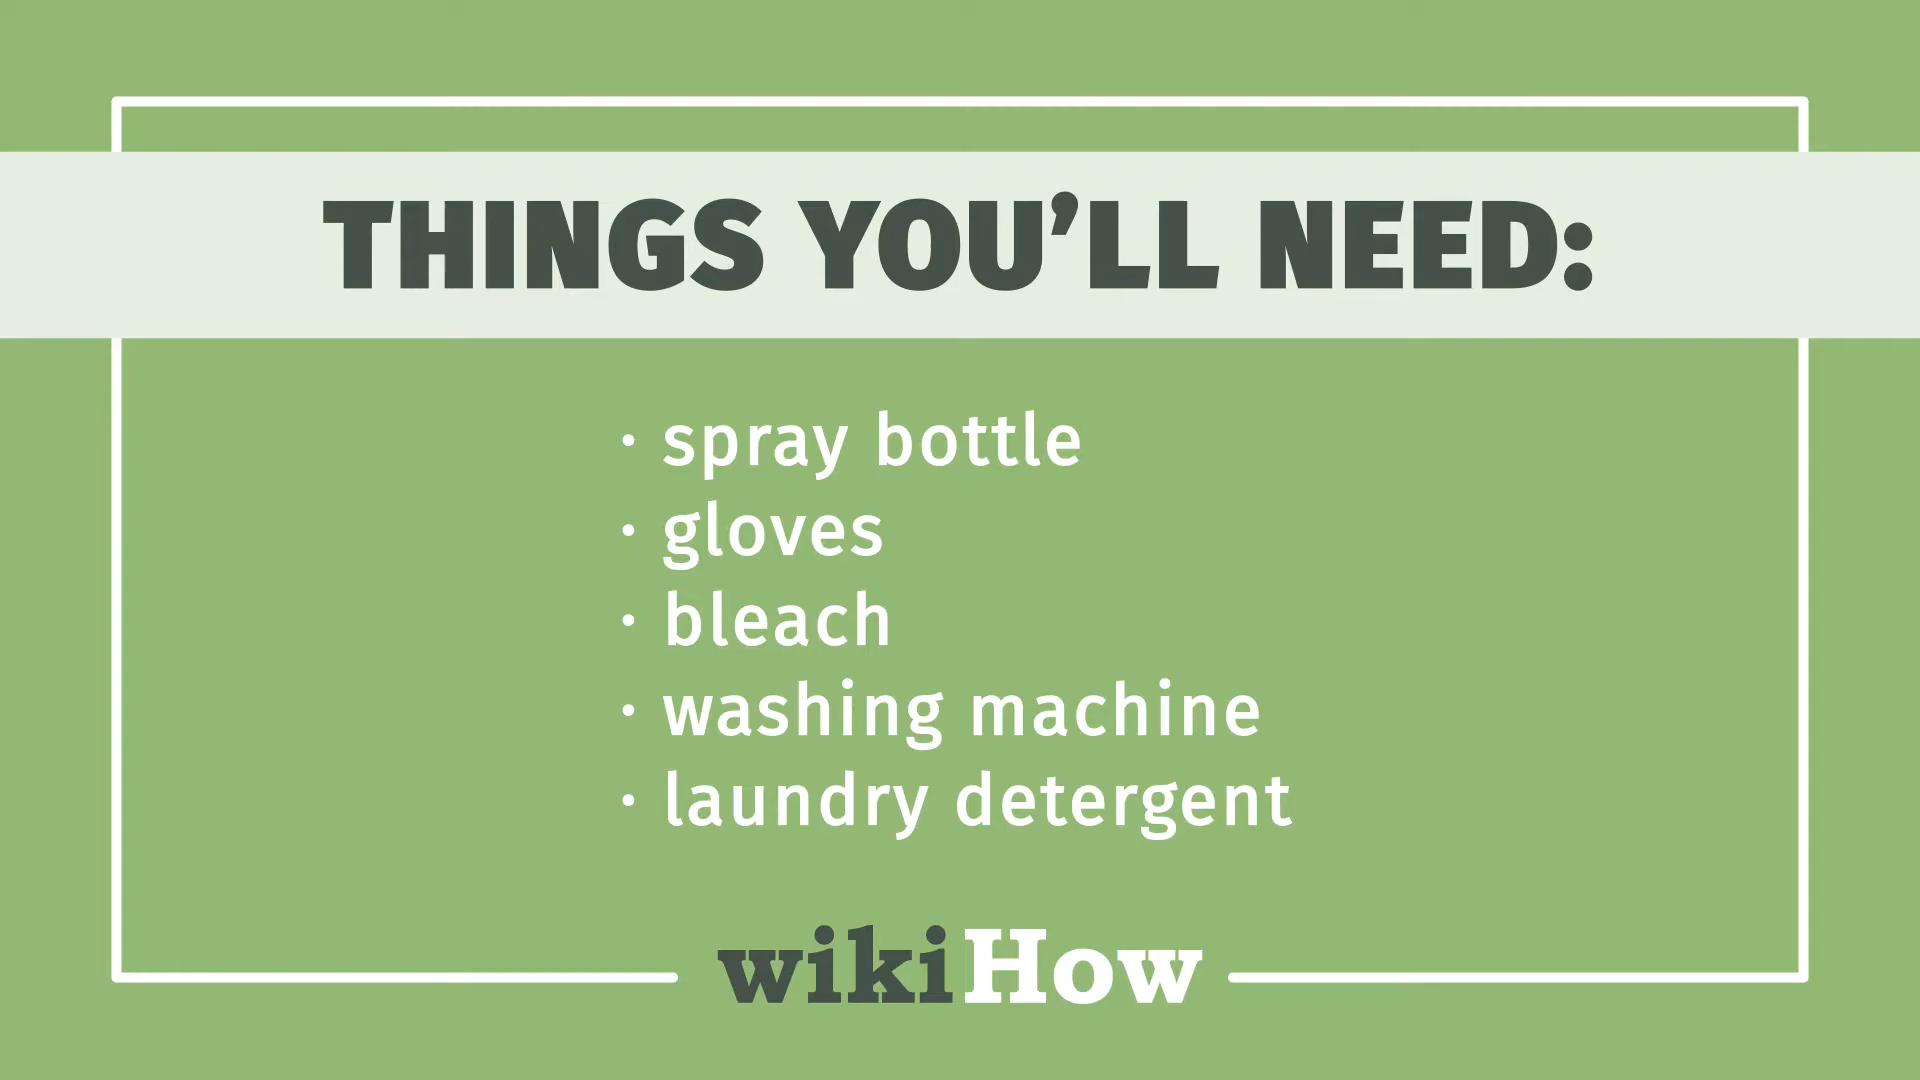 THINGS YOU’LL NEED:
· spray bottle
· gloves
· bleach
· washing machine
· laundry detergent
wikiHow